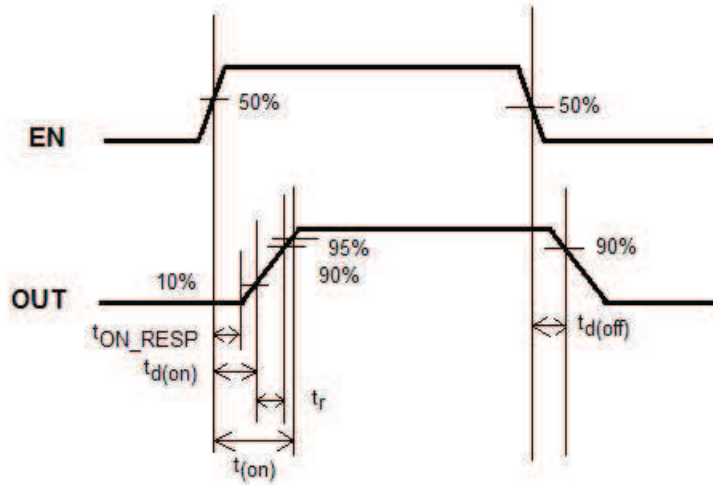 50%
50%
EN
95%
90%
10%
90%
OUT
tON_RESP
td(off)
td(on)
tr
t(on)